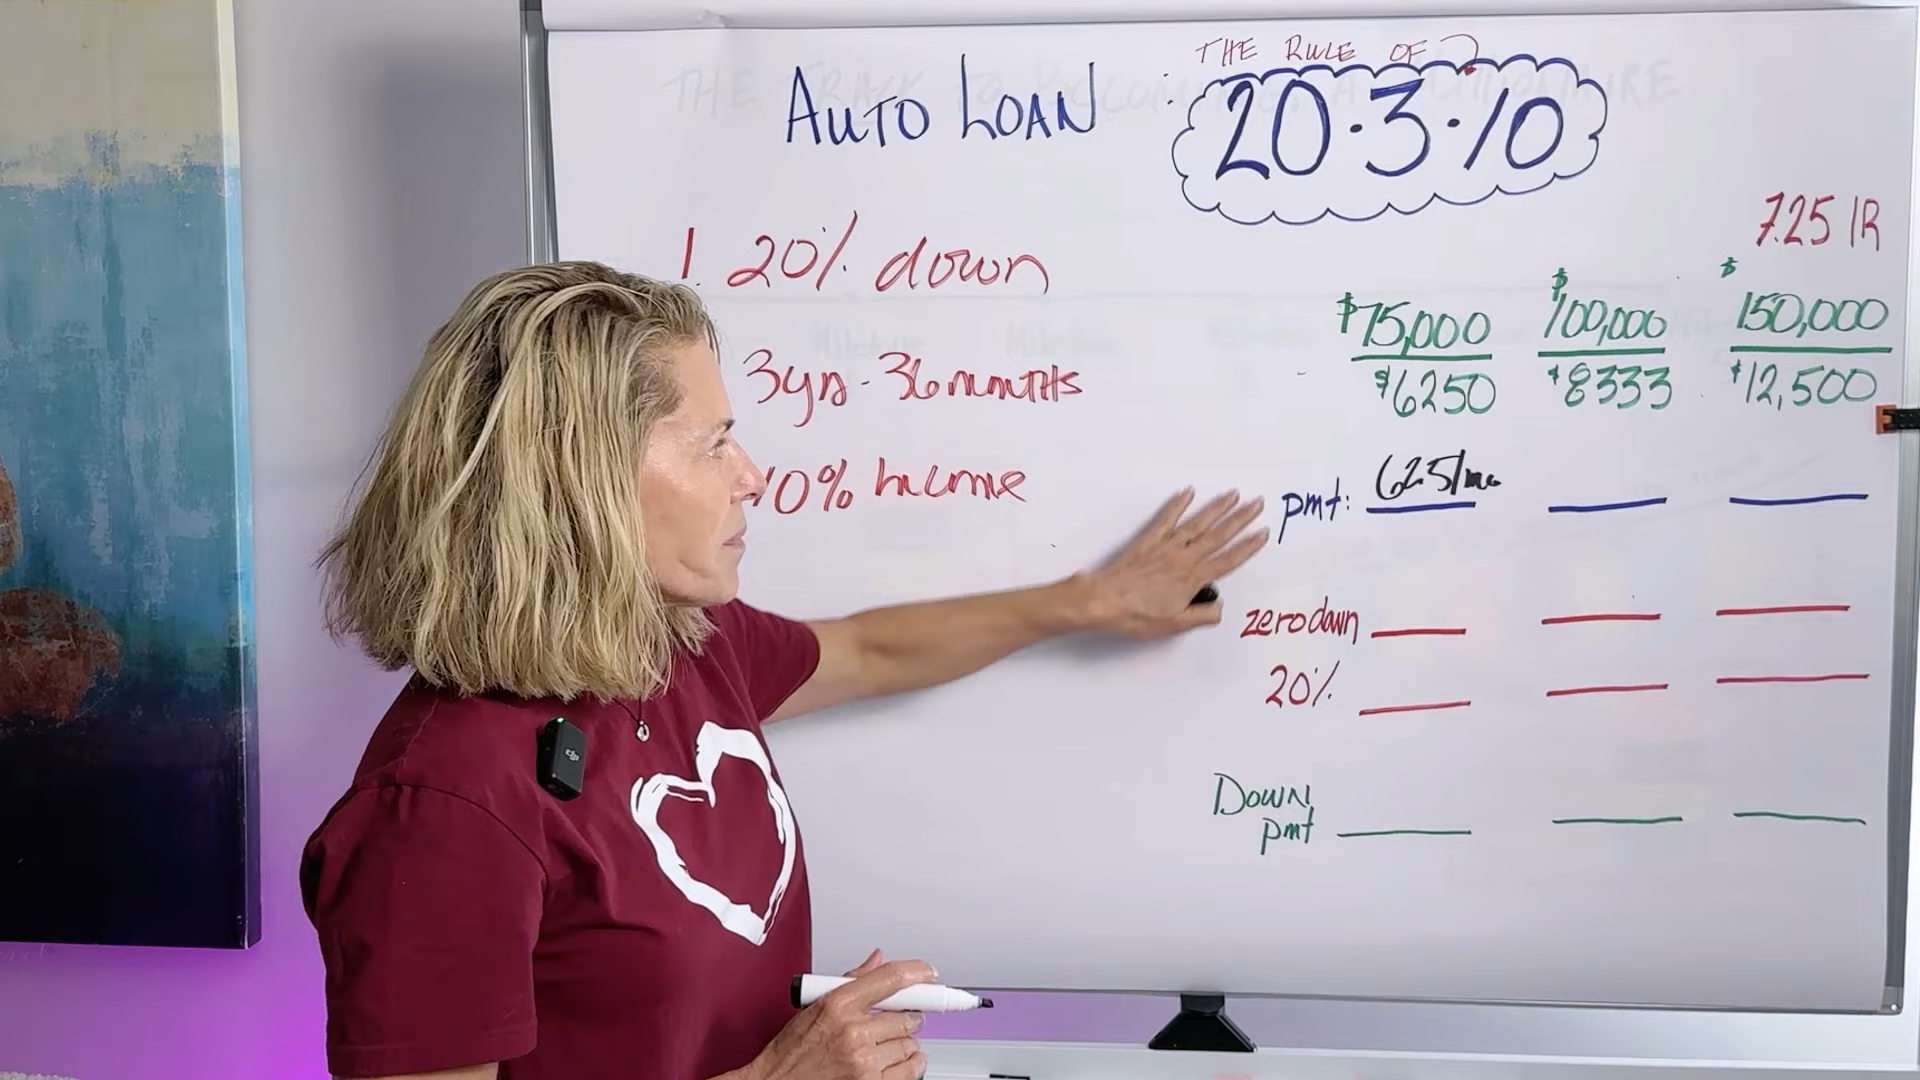 THE RULE OF ?
AUTO LOAN
20·3·10
7.25 IR
1 20% down
$75,000 $100,000 $150,000
$6250 $8333 $12,500
3yrs - 36 months
10% Income
pmt: 625/mo
zero down
20%
Down
pmt
dji